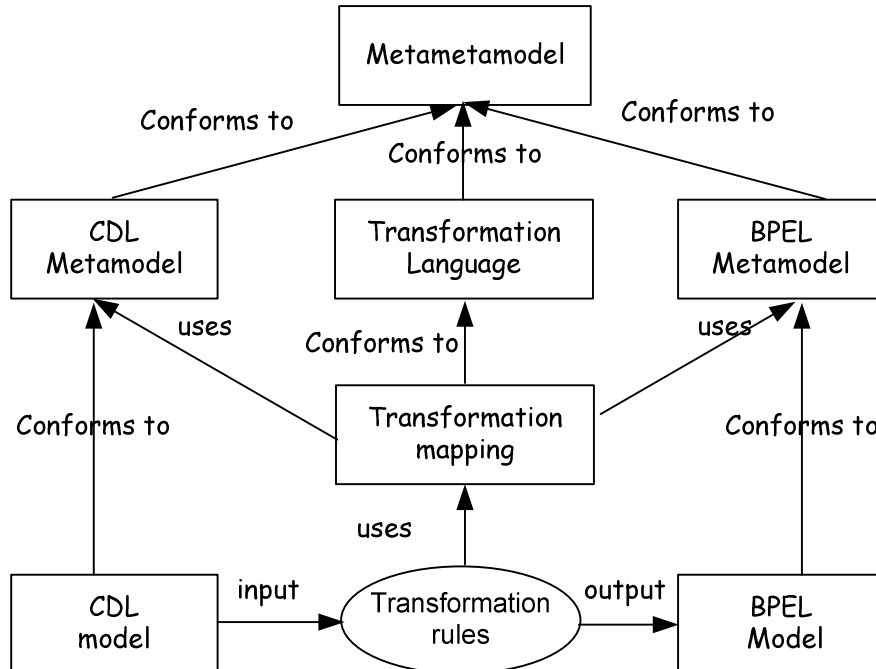 Metametamodel
Conforms to
Conforms to
Conforms to
CDL
Metamodel
Transformation
Language
BPEL
Metamodel
uses
uses
Conforms to
Transformation
mapping
Conforms to
Conforms to
uses
CDL
model
input
Transformation
rules
output
BPEL
Model